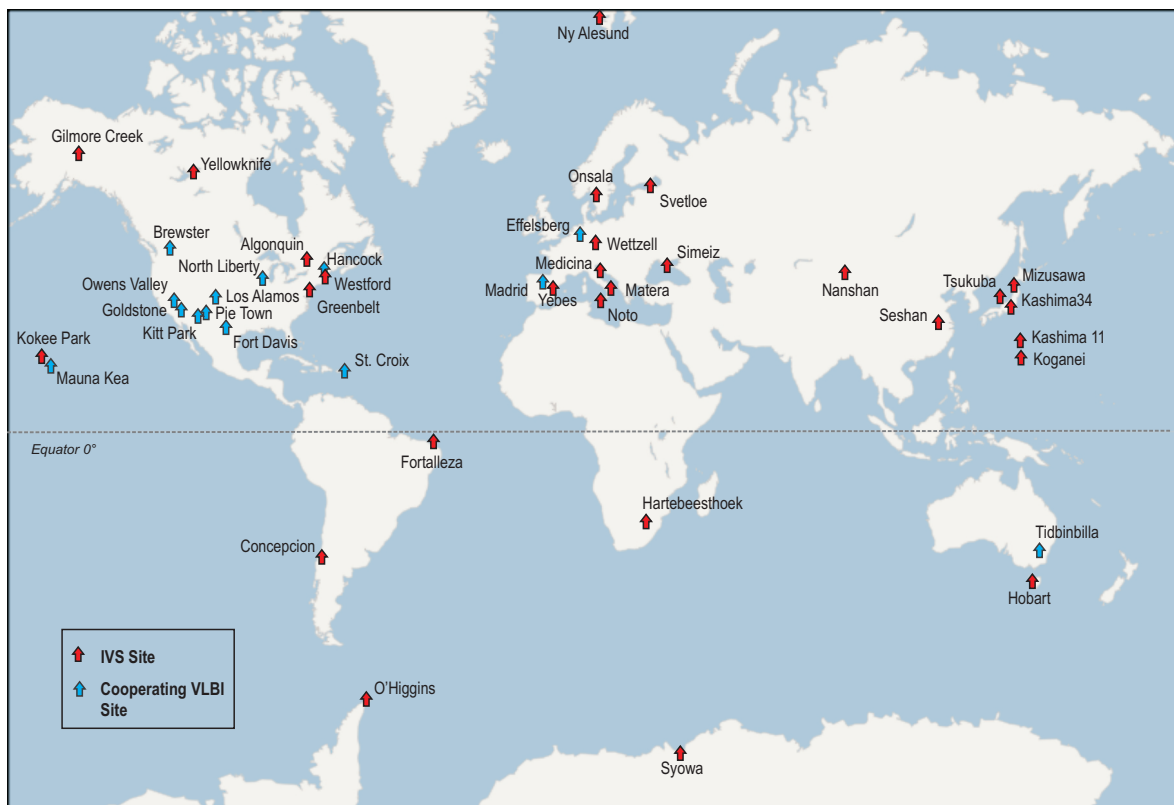 Ny Alesund
Gilmore Creek
Yellowknife
Onsala
Svetloe
Effelsberg
Brewster
Algonquin
Hancock
Wettzell
Simeiz
North Liberty
Medicina
Westford
Owens Valley
Los Alamos
Madrid
Yebes
Matera
Nanshan
Tsukuba
Mizusawa
Goldstone
Pie Town
Greenbelt
Noto
Seshan
Kashima34
Kitt Park
Fort Davis
Kokee Park
Kashima 11
Mauna Kea
St. Croix
Koganei
Equator 0°
Fortalleza
Hartebeesthoek
Concepcion
Tidbinbilla
Hobart
IVS Site
Cooperating VLBI
Site
O’Higgins
Syowa